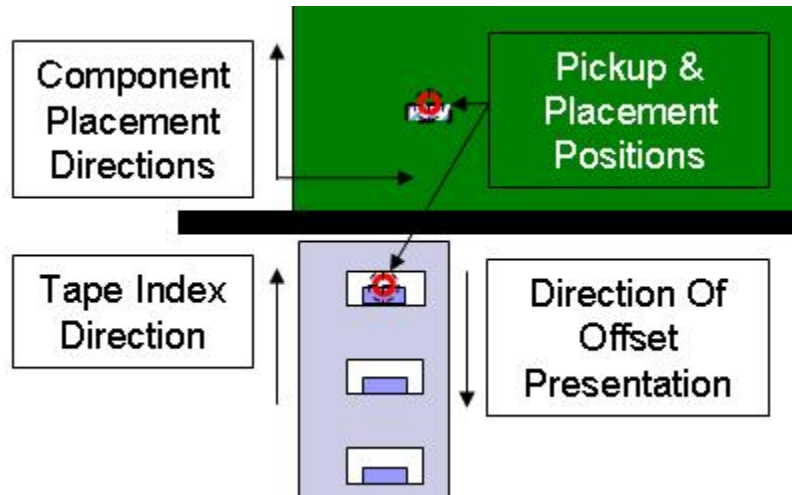 Component
Placement
Directions
Pickup &
Placement
Positions
Tape Index
Direction
Direction Of
Offset
Presentation